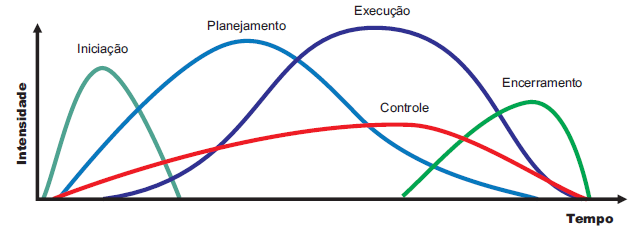 Execução
Planejamento
Iniciação
Encerramento
Controle
Intensidade
Tempo